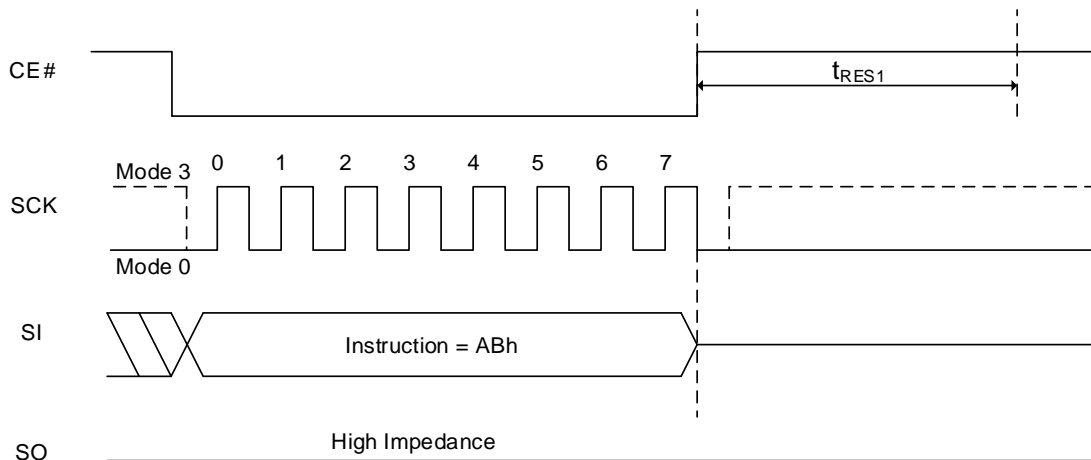 CE#
tRES1
Mode 3
0 1 2 3 4 5 6 7
SCK
Mode 0
SI
Instruction = ABh
High Impedance
SO